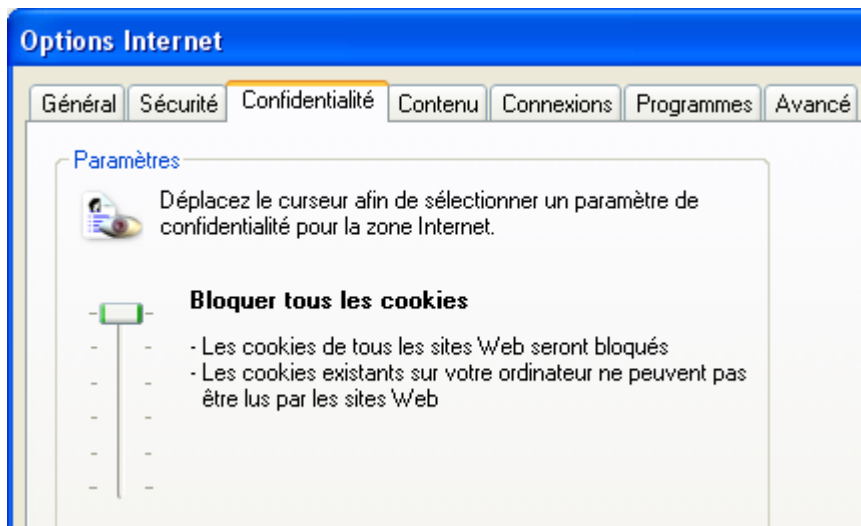 Options Internet
Général Sécurité Confidentialité Contenu Connexions Programmes Avancé
Paramètres
Déplacez le curseur afin de sélectionner un paramètre de
confidentialité pour la zone Internet.
Bloquer tous les cookies
- Les cookies de tous les sites Web seront bloqués
- Les cookies existants sur votre ordinateur ne peuvent pas
être lus par les sites Web